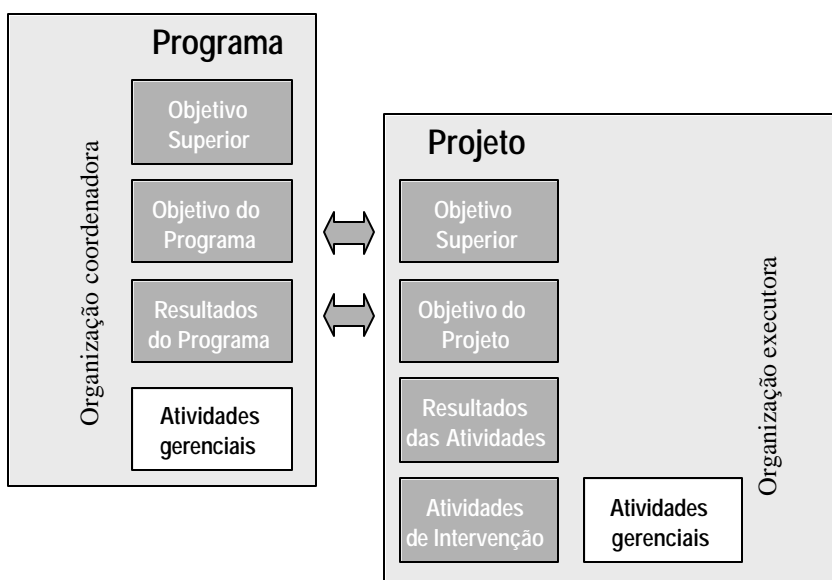 Programa
Objetivo
Superior
Objetivo do
Programa
Resultados
do Programa
Atividades
gerenciais
Organização coordenadora
Projeto
Objetivo
Superior
Objetivo do
Projeto
Resultados
das Atividades
Atividades
de Intervenção
Atividades
gerenciais
Organização executora